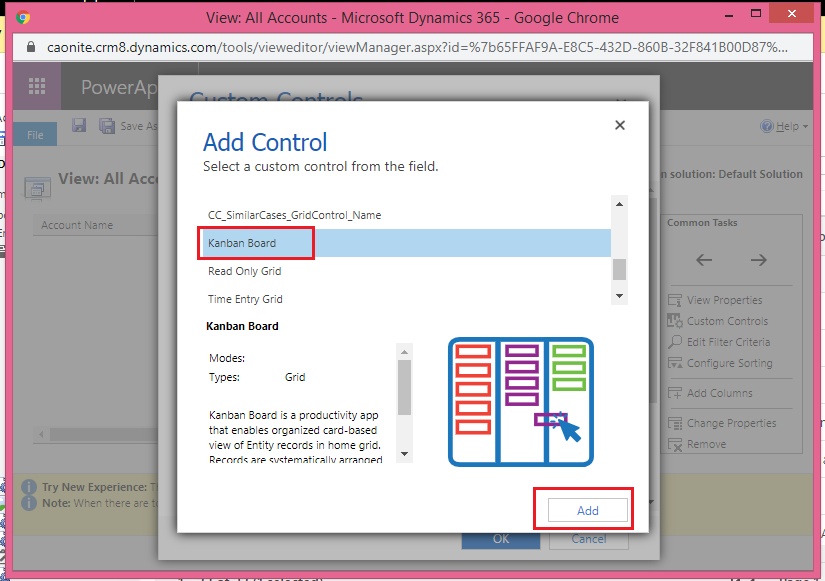 View: All Accounts - Microsoft Dynamics 365 - Google Chrome
caonite.crm8.dynamics.com/tools/vieweditor/viewManager.aspx?id=%7b65FFAF9A-E8C5-432D-860B-32F841B00D87%...
PowerAp
Custom Controls
File
Save As
Help
Add Control
Select a custom control from the field.
View: All Acco
n solution: Default Solution
Account Name
Common Tasks
View Properties
Custom Controls
Edit Filter Criteria
Configure Sorting
Add Columns
Change Properties
Remove
CC_SimilarCases_GridControl_Name
Kanban Board
Read Only Grid
Time Entry Grid
Kanban Board
Modes:
Types: Grid
Kanban Board is a productivity app
that enables organized card-based
view of Entity records in home grid.
Records are systematically arranged
Try New Experience:
Note: When there are to
Add
OK Cancel